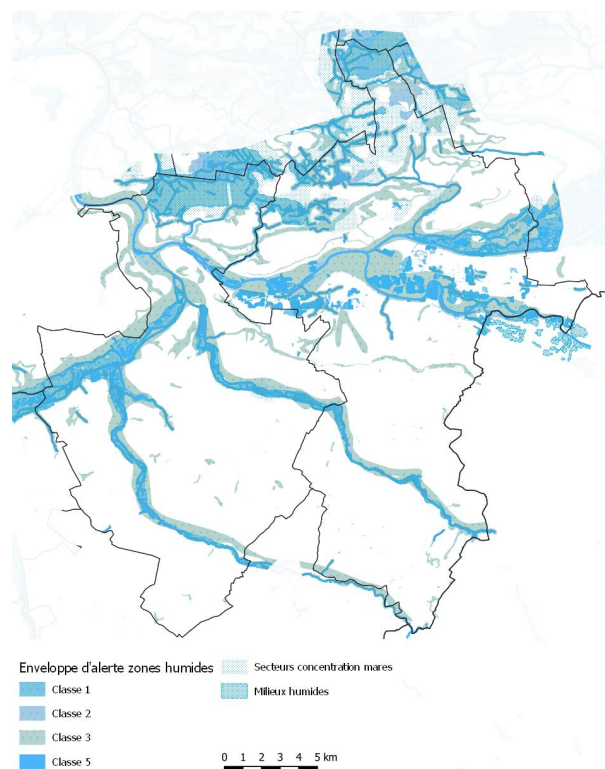 Enveloppe d'alerte zones humides
Classe 1
Classe 2
Classe 3
Classe 5
Secteurs concentration mares
Milieux humides
0 1 2 3 4 5 km